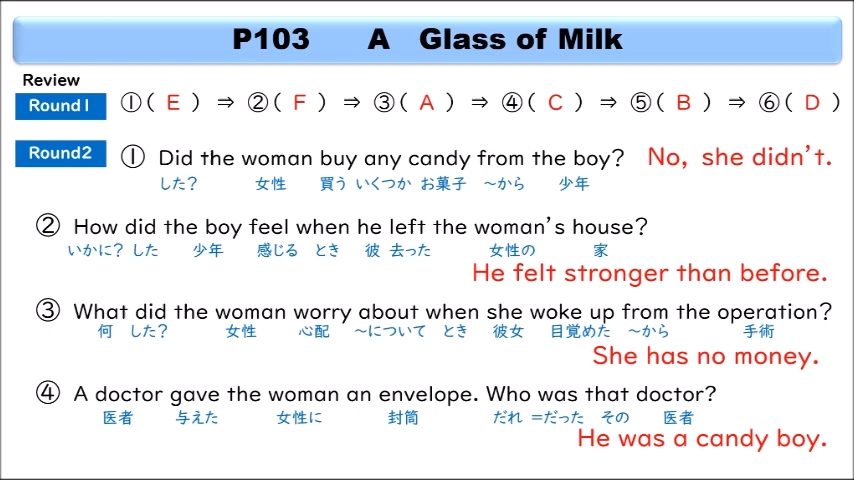 P103 A Glass of Milk
Review
Round1 ①( E ) ⇒ ②( F ) ⇒ ③( A ) ⇒ ④( C ) ⇒ ⑤( B ) ⇒ ⑥( D )
Round2 ① Did the woman buy any candy from the boy? No, she didn't.
した? 女性 買う いくつか お菓子 ～から 少年
② How did the boy feel when he left the woman's house?
いかに? した 少年 感じる とき 彼 去った 女性の 家
He felt stronger than before.
③ What did the woman worry about when she woke up from the operation?
何 した? 女性 心配 ～について とき 彼女 目覚めた ～から 手術
She has no money.
④ A doctor gave the woman an envelope. Who was that doctor?
医者 与えた 女性に 封筒 だれ =だった その 医者
He was a candy boy.